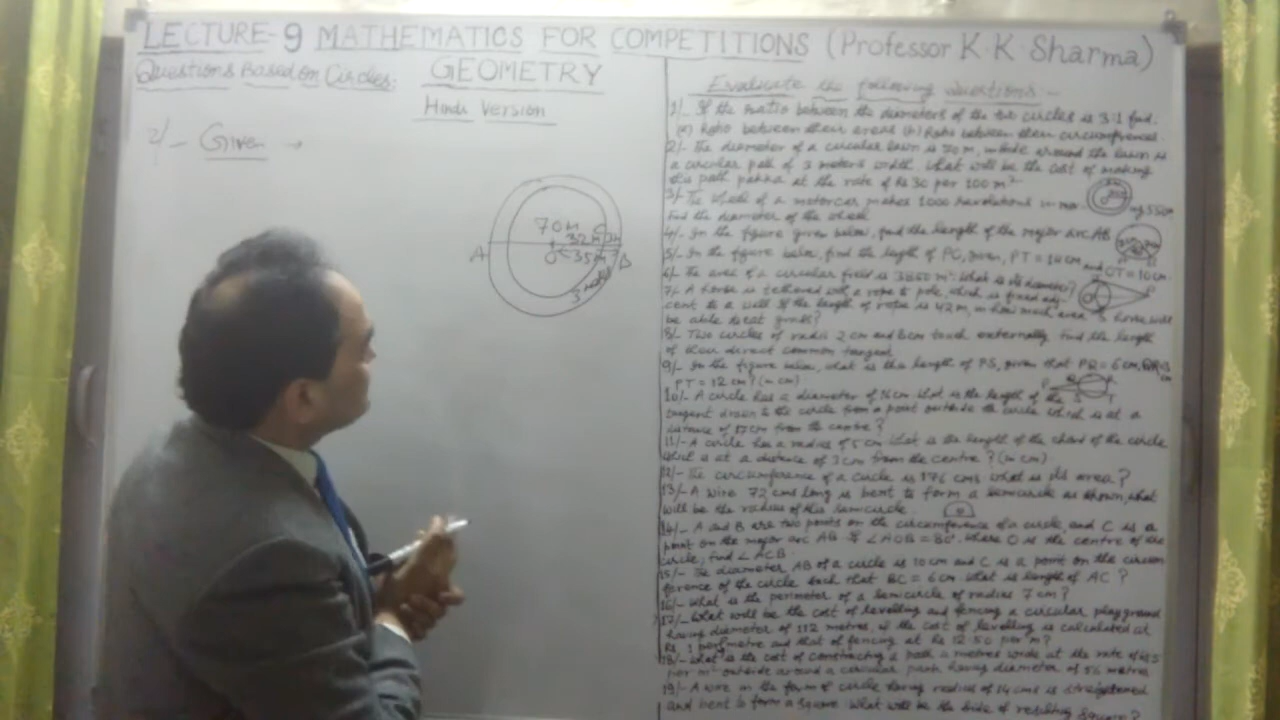 LECTURE-9 MATHEMATICS FOR COMPETITIONS (Professor K K Sharma)
Questions Based on Circles:
GEOMETRY
Hindi Version
2/- Given →
70m C
A 32m 3m
O 35m B
3
Evaluate the following Questions:-
1/- If the ratio between the diameters of the two circles is 3:1 find.
(a) Ratio between their areas (b) Ratio between their circumferences.
2/- The diameter of a circular lawn is 70 m, around the lawn is
a circular path of 3 meters width. What will be the cost of making
this path pakka at the rate of Rs 30 per 100 m²
3/- The wheel of a motorcar makes 1000 revolutions in
find the diameter of the wheel
4/- In the figure given below, find the length of the arc AB
5/- In the figure below, find the length of PO, given, PT = cm and OT = 10 cm.
6/- The area of a circular field is 3850 m². What is its diameter?
7/- A horse is tethered with a rope to pole, which is fixed adj-
cent to a wall if the length of rope is 42 m, in how much area horse will
be able to eat grass?
8/- Two circles of radii 2 cm and 8 cm touch externally find the length
of their direct common tangent
9/- In the figure below, what is the length of PS, given that PQ = 6 cm,
PT = 12 cm? (in cm)
10/- A circle has a diameter of 16 cm. What is the length of the
tangent drawn to the circle from a point outside the circle which is at a
distance of 17 cm from the centre?
11/- A circle has a radius of 5 cm what is the length of the chord of the circle
which is at a distance of 3 cm from the centre? (in cm)
12/- The circumference of a circle is 176 cms what is its area?
13/- A wire 72 cms long is bent to form a semicircle as shown, what
will be the radius of this semicircle.
14/- A and B are two points on the circumference of a circle, and C is a
point on the major arc AB. If ∠AOB = 80°, where O is the centre of the
circle, find ∠ACB.
15/- The diameter AB of a circle is 10 cm and C is a point on the circum
ference of the circle such that BC = 6 cm. What is length of AC?
16/- What is the perimeter of a semicircle of radius 7 cm?
17/- What will be the cost of levelling and fencing a circular playground
having diameter of 112 metres, if the cost of levelling is calculated at
Rs. 1 per metre and that of fencing at Rs 12.50 per m?
18/- What is the cost of constructing a path metres wide at the rate of Rs 5
per m² outside around a circular park having diameter of 56 metres
19/- A wire in the form of circle having radius of 14 cms is straightened
and bent to form a square. What will be the side of resulting square?